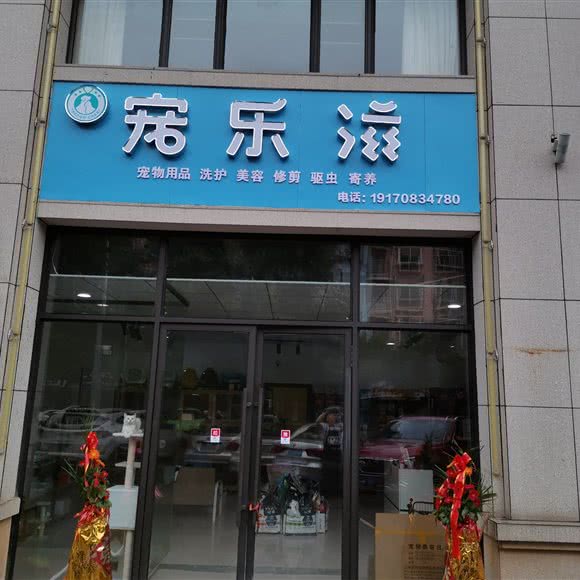 宠乐滋
宠物用品 洗护 美容 修剪 驱虫 寄养
电话: 19170834780